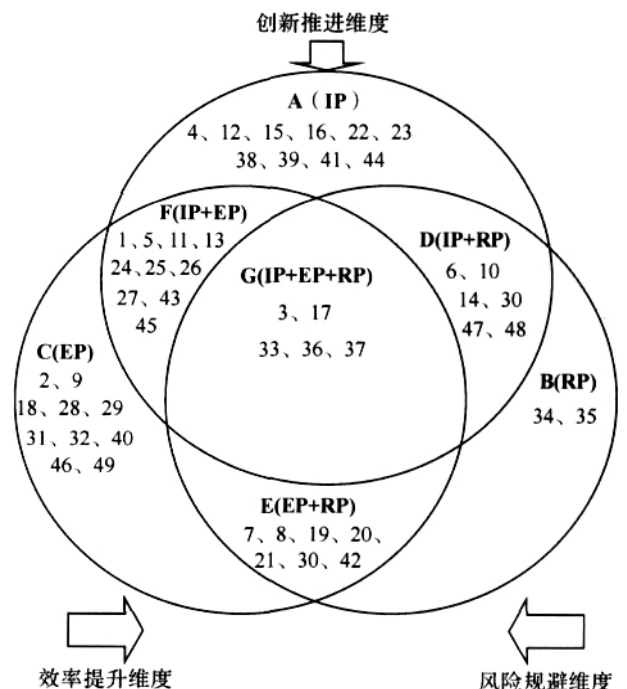 创新推进维度
A（IP）
4、12、15、16、22、23
38、39、41、44
F(IP+EP)
1、5、11、13
24、25、26
27、43
45
D(IP+RP)
6、10
14、30
47、48
G(IP+EP+RP)
3、17
33、36、37
C(EP)
2、9
18、28、29
31、32、40
46、49
B(RP)
34、35
E(EP+RP)
7、8、19、20、
21、30、42
效率提升维度
风险规避维度